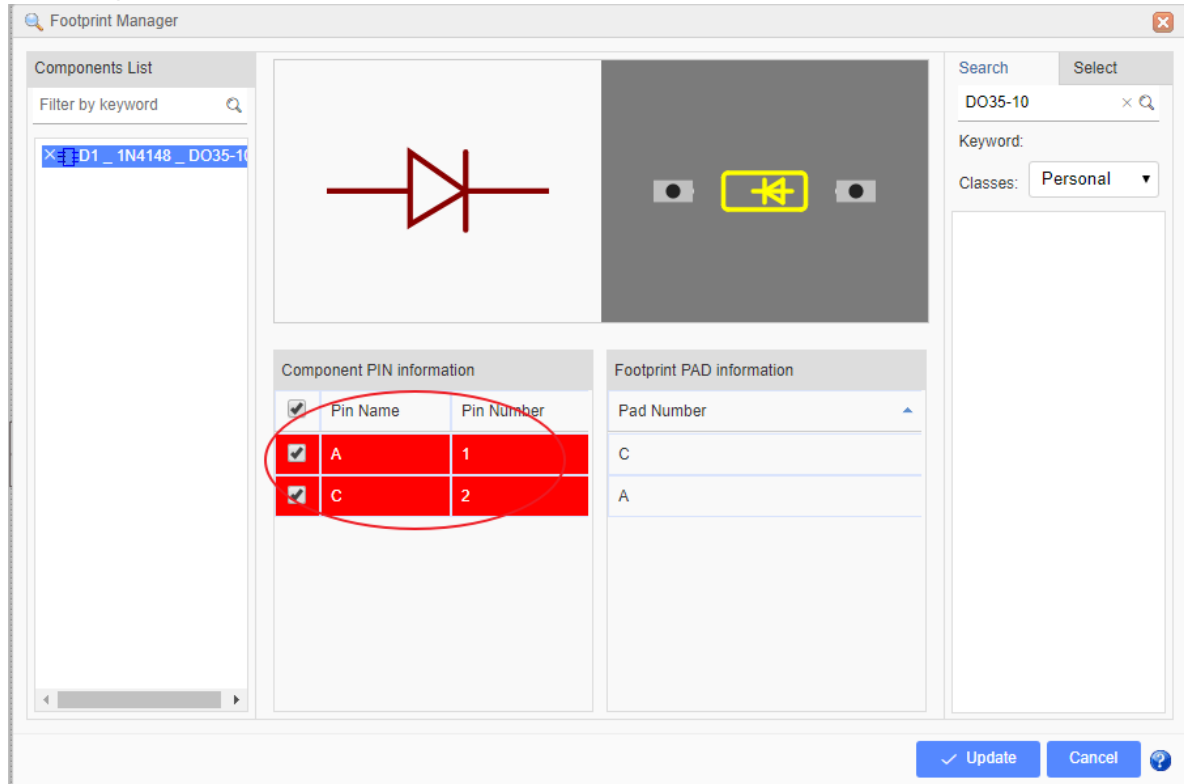 Footprint Manager
Components List
Filter by keyword
D1 _ 1N4148 _ DO35-10
Search
Select
DO35-10
Keyword:
Classes:
Personal
Component PIN information
Pin Name
Pin Number
A
1
C
2
Footprint PAD information
Pad Number
C
A
Update
Cancel